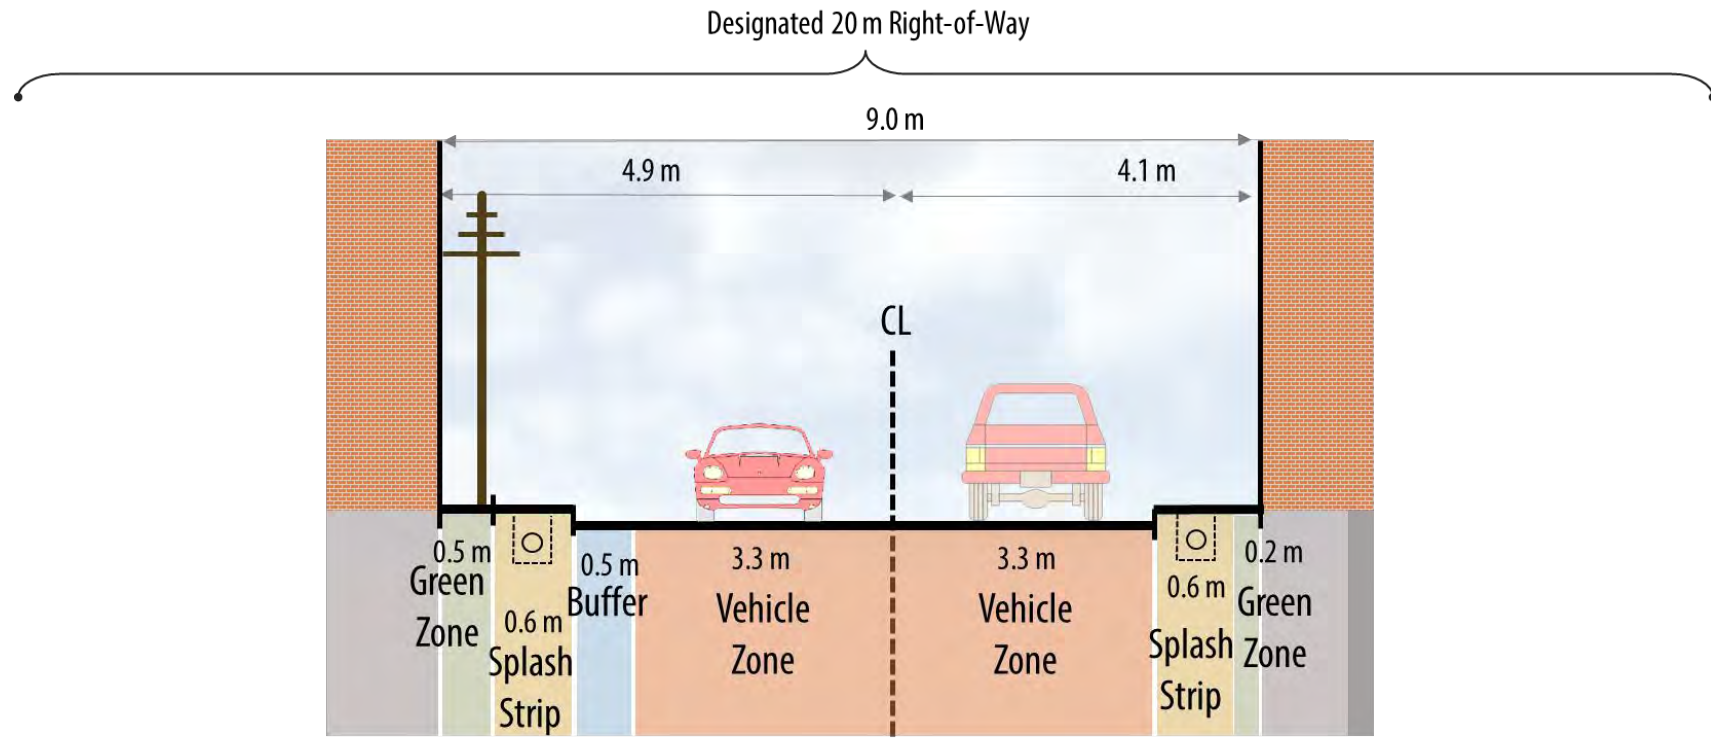 Designated 20 m Right-of-Way
9.0 m
4.9 m
4.1 m
CL
0.5 m
Green
Zone
0.6 m
Splash
Strip
0.5 m
Buffer
3.3 m
Vehicle
Zone
3.3 m
Vehicle
Zone
0.6 m
Splash
Strip
0.2 m
Green
Zone